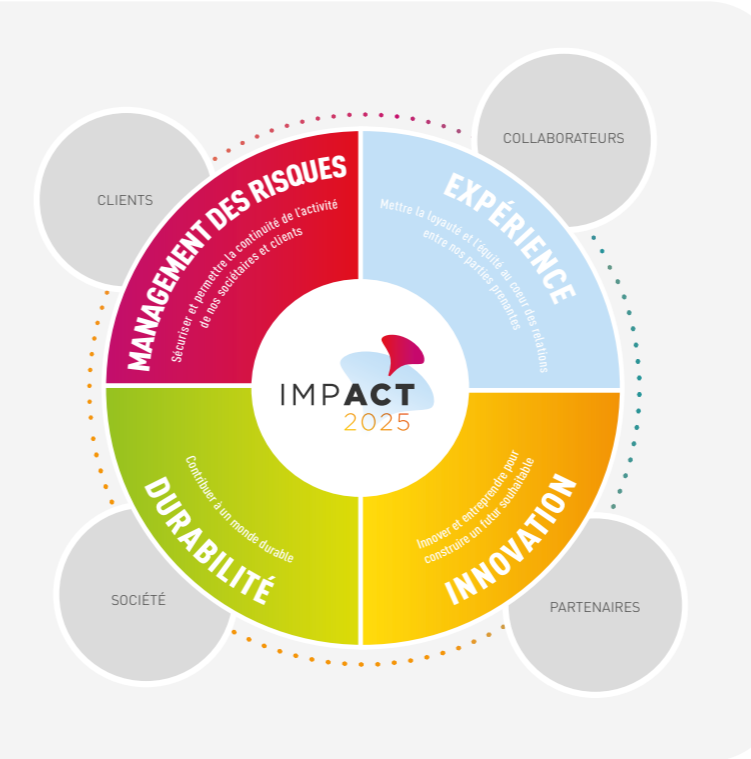 CLIENTS
COLLABORATEURS
MANAGEMENT DES RISQUES
Sécuriser et permettre la continuité de l'activité
de nos sociétaires et clients
EXPÉRIENCE
Mettre la loyauté et l'équité au coeur des relations
entre nos parties prenantes
IMPACT
2025
DURABILITÉ
Contribuer à un monde durable
Innover et entreprendre pour
construire un futur souhaitable
INNOVATION
SOCIÉTÉ
PARTENAIRES